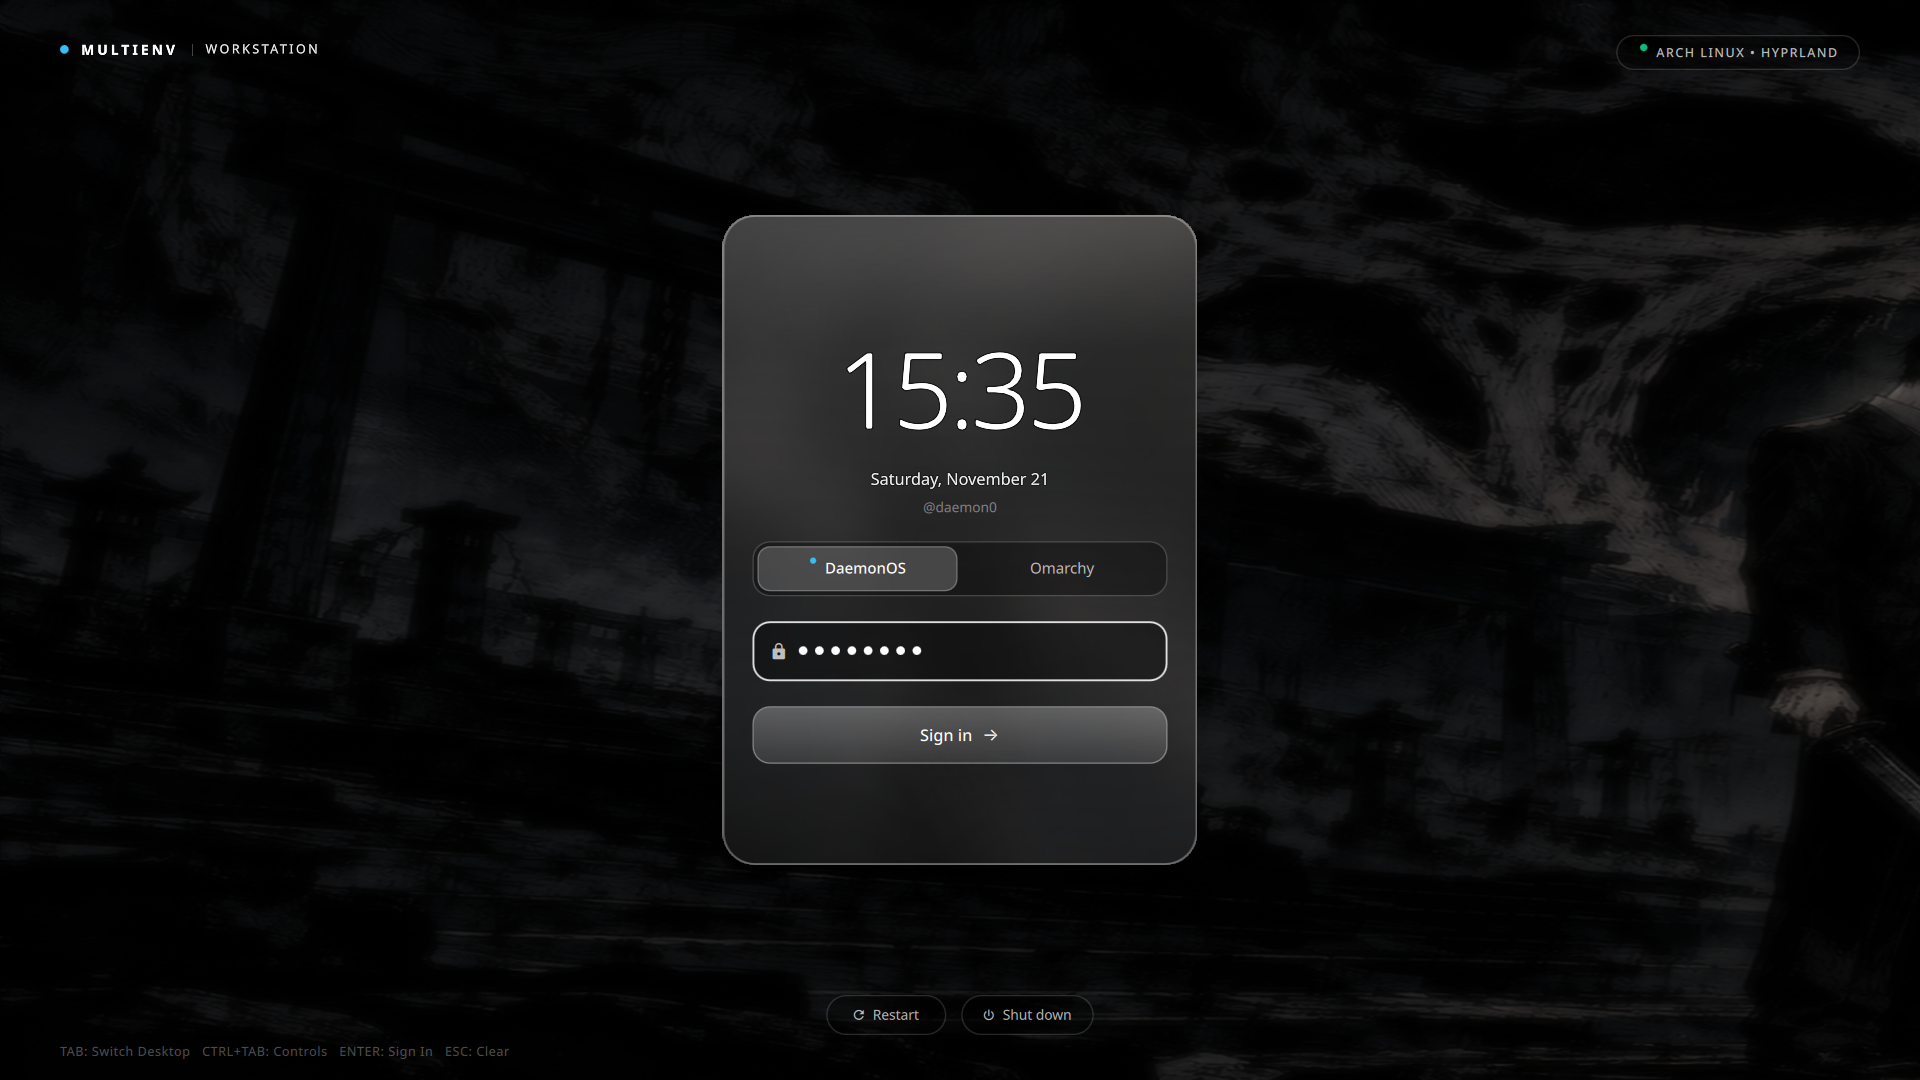 MULTIENV | WORKSTATION
ARCH LINUX • HYPRLAND
15:35
Saturday, November 21
@daemon0
DaemonOS
Omarchy
Sign in →
Restart
Shut down
TAB: Switch Desktop CTRL+TAB: Controls ENTER: Sign In ESC: Clear